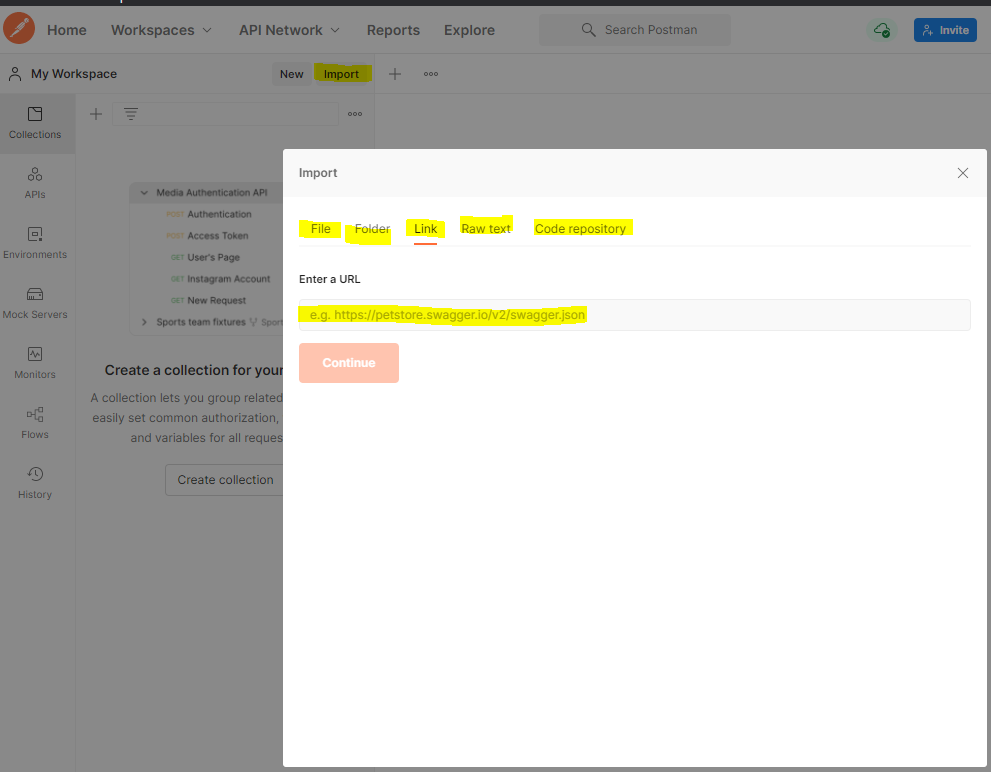 Home Workspaces API Network Reports Explore Search Postman Invite
My Workspace New Import
Collections
APIs
Environments
Mock Servers
Monitors
Flows
History
Media Authentication API
POST Authentication
POST Access Token
GET User's Page
GET Instagram Account
GET New Request
Sports team fixtures
Create a collection for your
A collection lets you group related
easily set common authorization,
and variables for all
Create collection
Import
File Folder Link Raw text Code repository
Enter a URL
e.g. https://petstore.swagger.io/v2/swagger.json
Continue